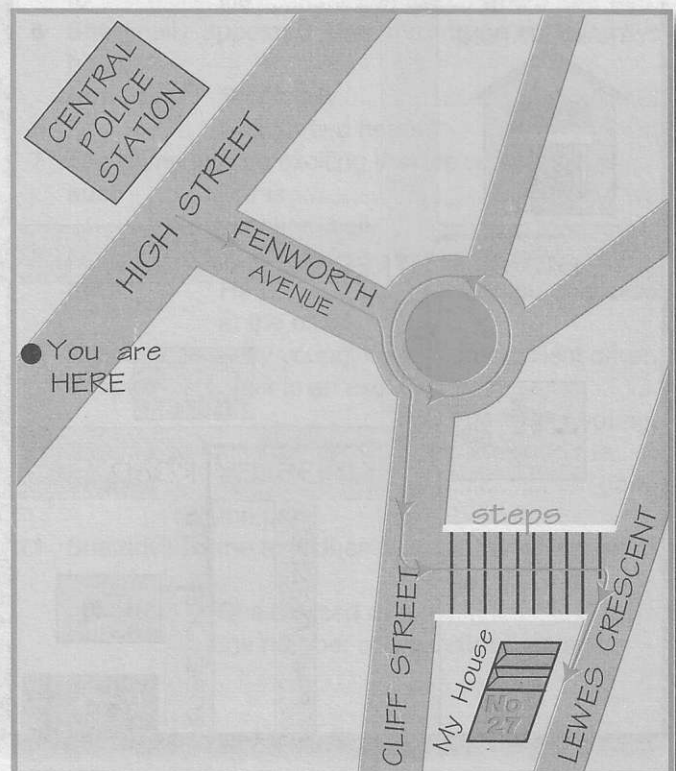 CENTRAL
POLICE
STATION
HIGH STREET
FENWORTH
AVENUE
You are
HERE
steps
CLIFF STREET
My House
No
27
LEWES CRESCENT